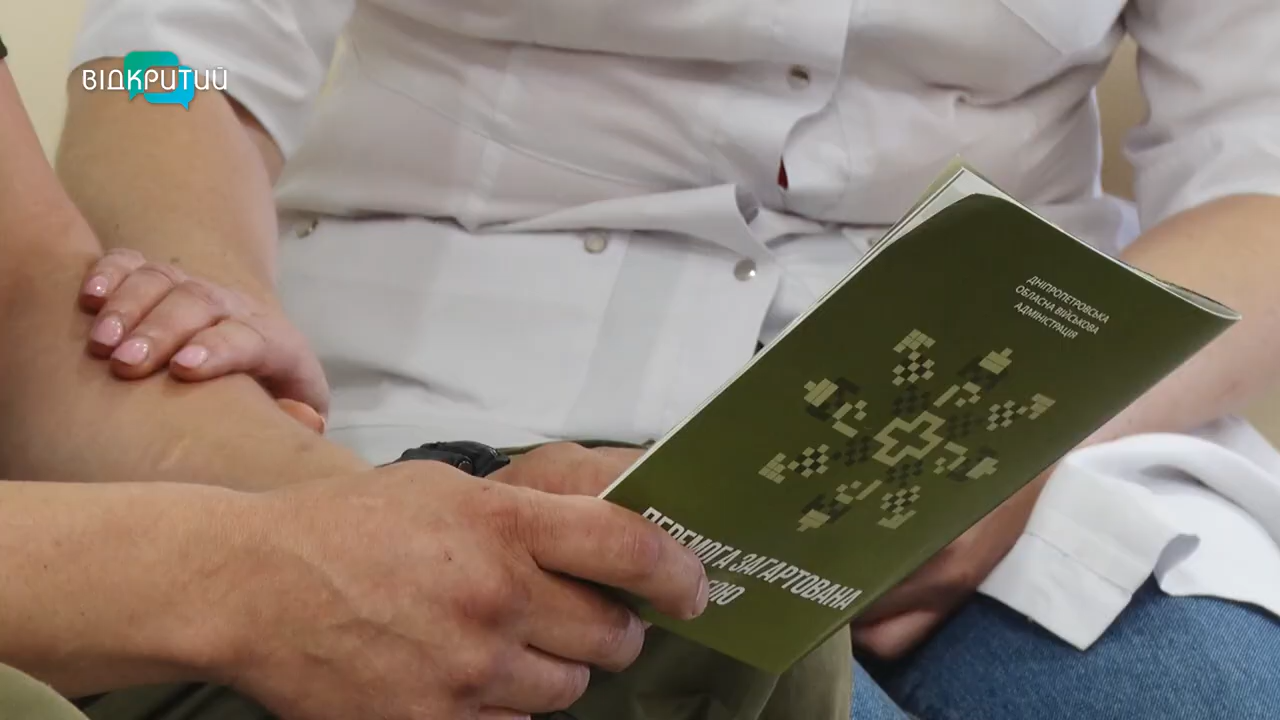 ВІДКРИТИЙ
ДНІПРОПЕТРОВСЬКА
ОБЛАСНА ВІЙСЬКОВА
АДМІНІСТРАЦІЯ
ПЕРЕМОГА ЗАГАРТОВАНА